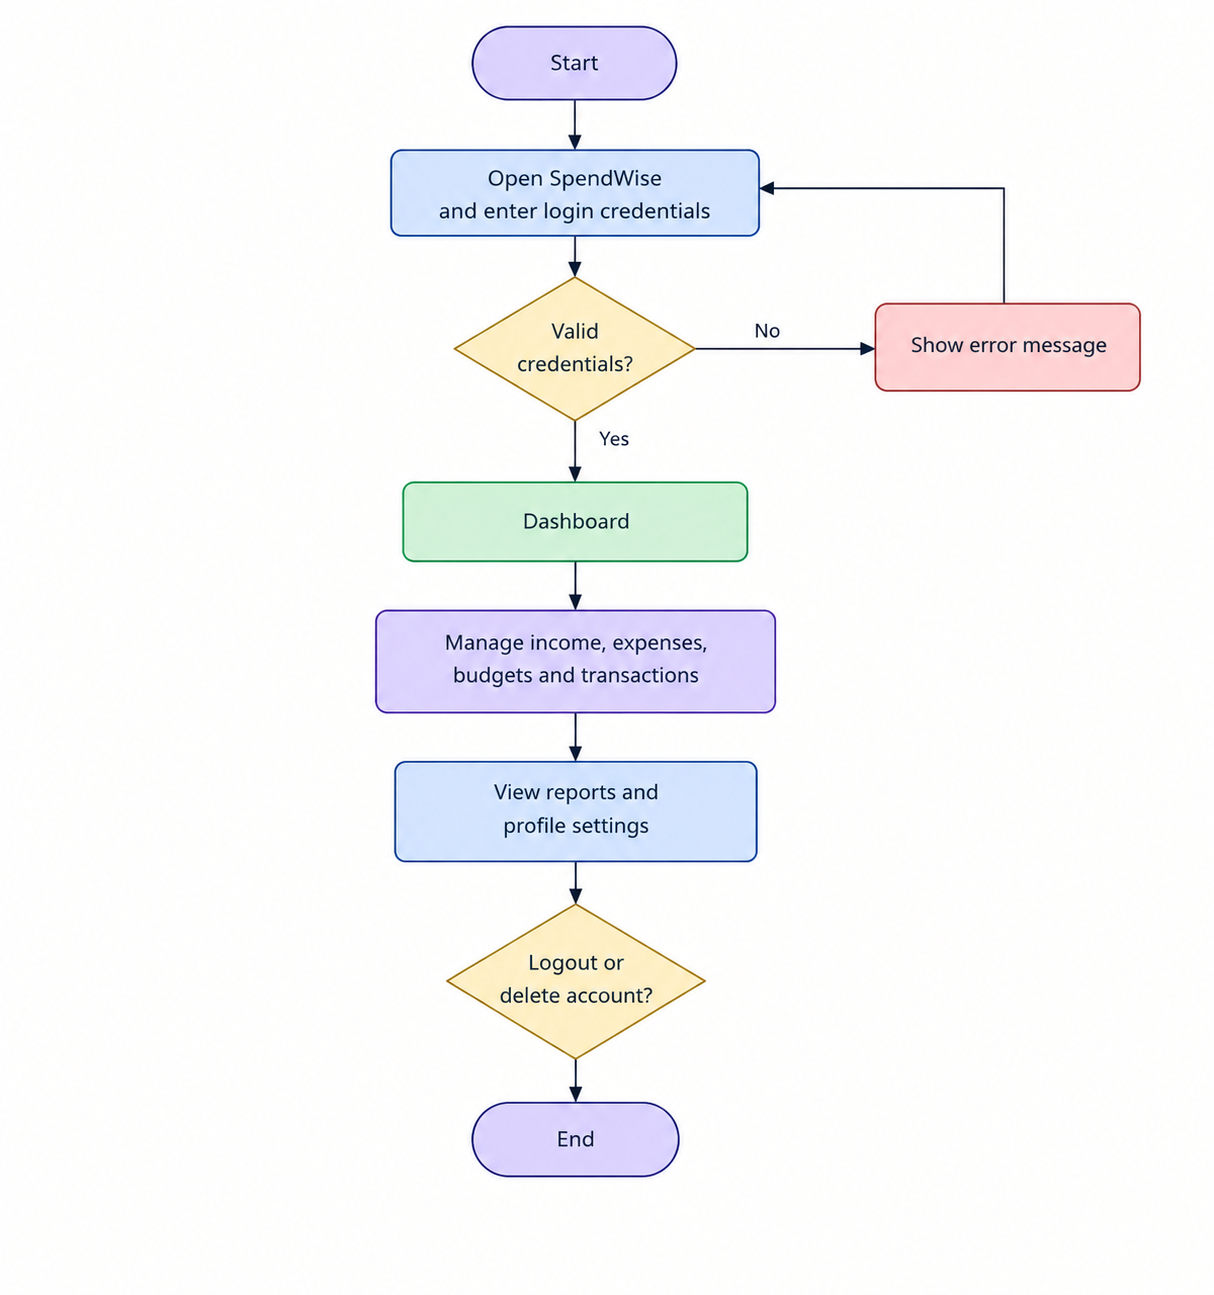 Start
Open SpendWise
and enter login credentials
Valid
credentials?
No
Show error message
Yes
Dashboard
Manage income, expenses,
budgets and transactions
View reports and
profile settings
Logout or
delete account?
End